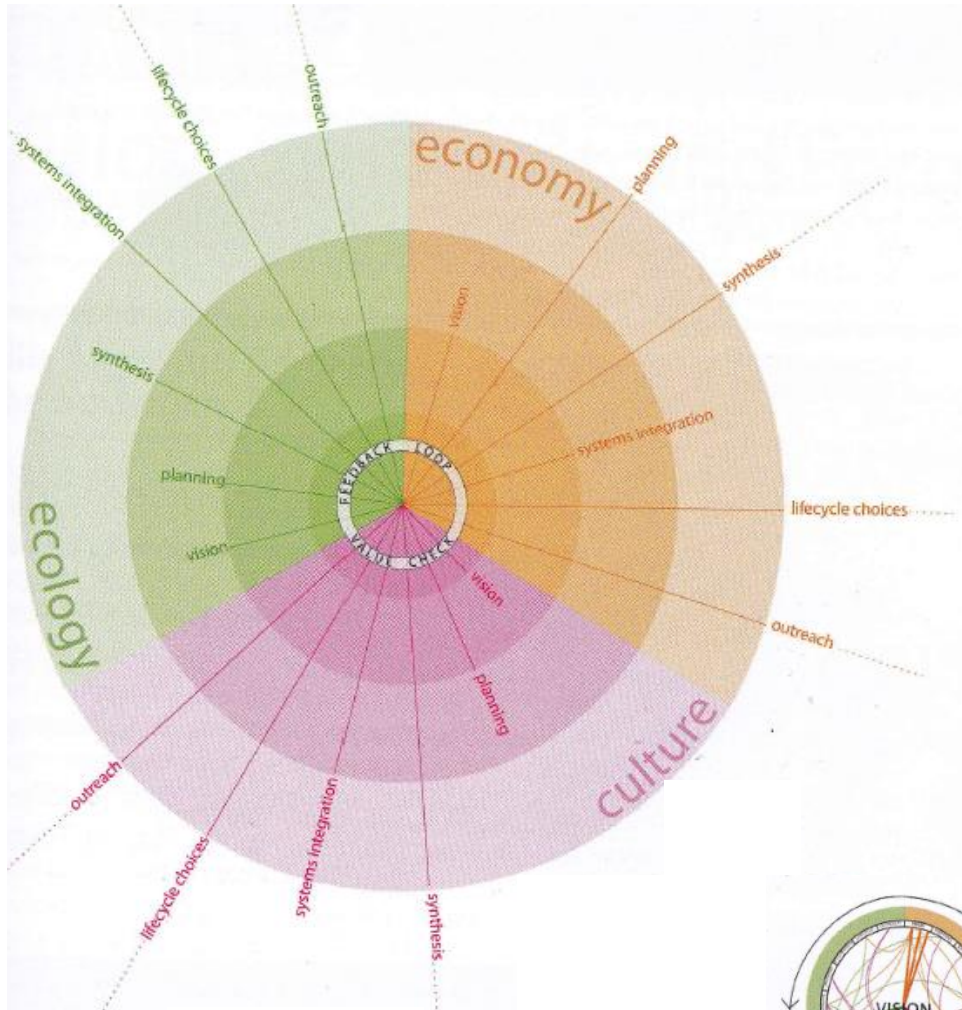 economy
vision
planning
synthesis
systems integration
lifecycle choices
outreach
culture
vision
planning
synthesis
systems integration
lifecycle choices
outreach
ecology
vision
planning
synthesis
systems integration
lifecycle choices
outreach
FEEDBACK LOOP
VALUE CHECK
VISION